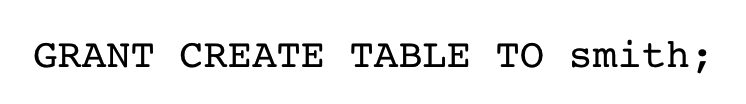 GRANT CREATE TABLE TO smith;